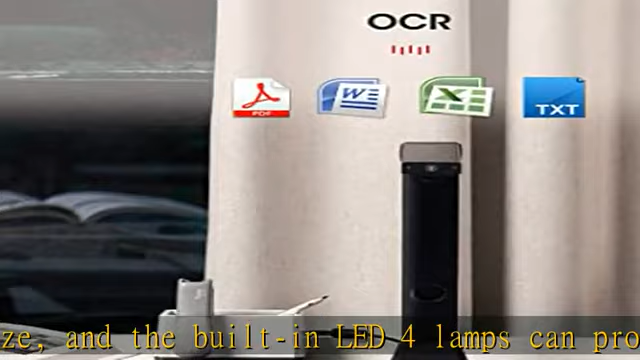 OCR
PDF W X TXT
ze, and the built-in LED 4 lamps can pro